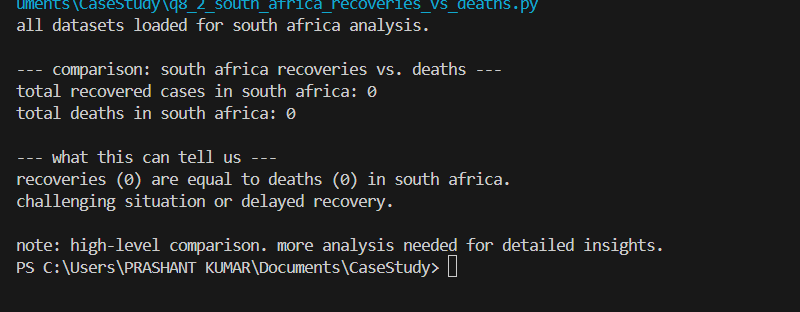 uments\CaseStudy\q8_2_south_africa_recoveries_vs_deaths.py
all datasets loaded for south africa analysis.
--- comparison: south africa recoveries vs. deaths ---
total recovered cases in south africa: 0
total deaths in south africa: 0
--- what this can tell us ---
recoveries (0) are equal to deaths (0) in south africa.
challenging situation or delayed recovery.
note: high-level comparison. more analysis needed for detailed insights.
PS C:\Users\PRASHANT KUMAR\Documents\CaseStudy>